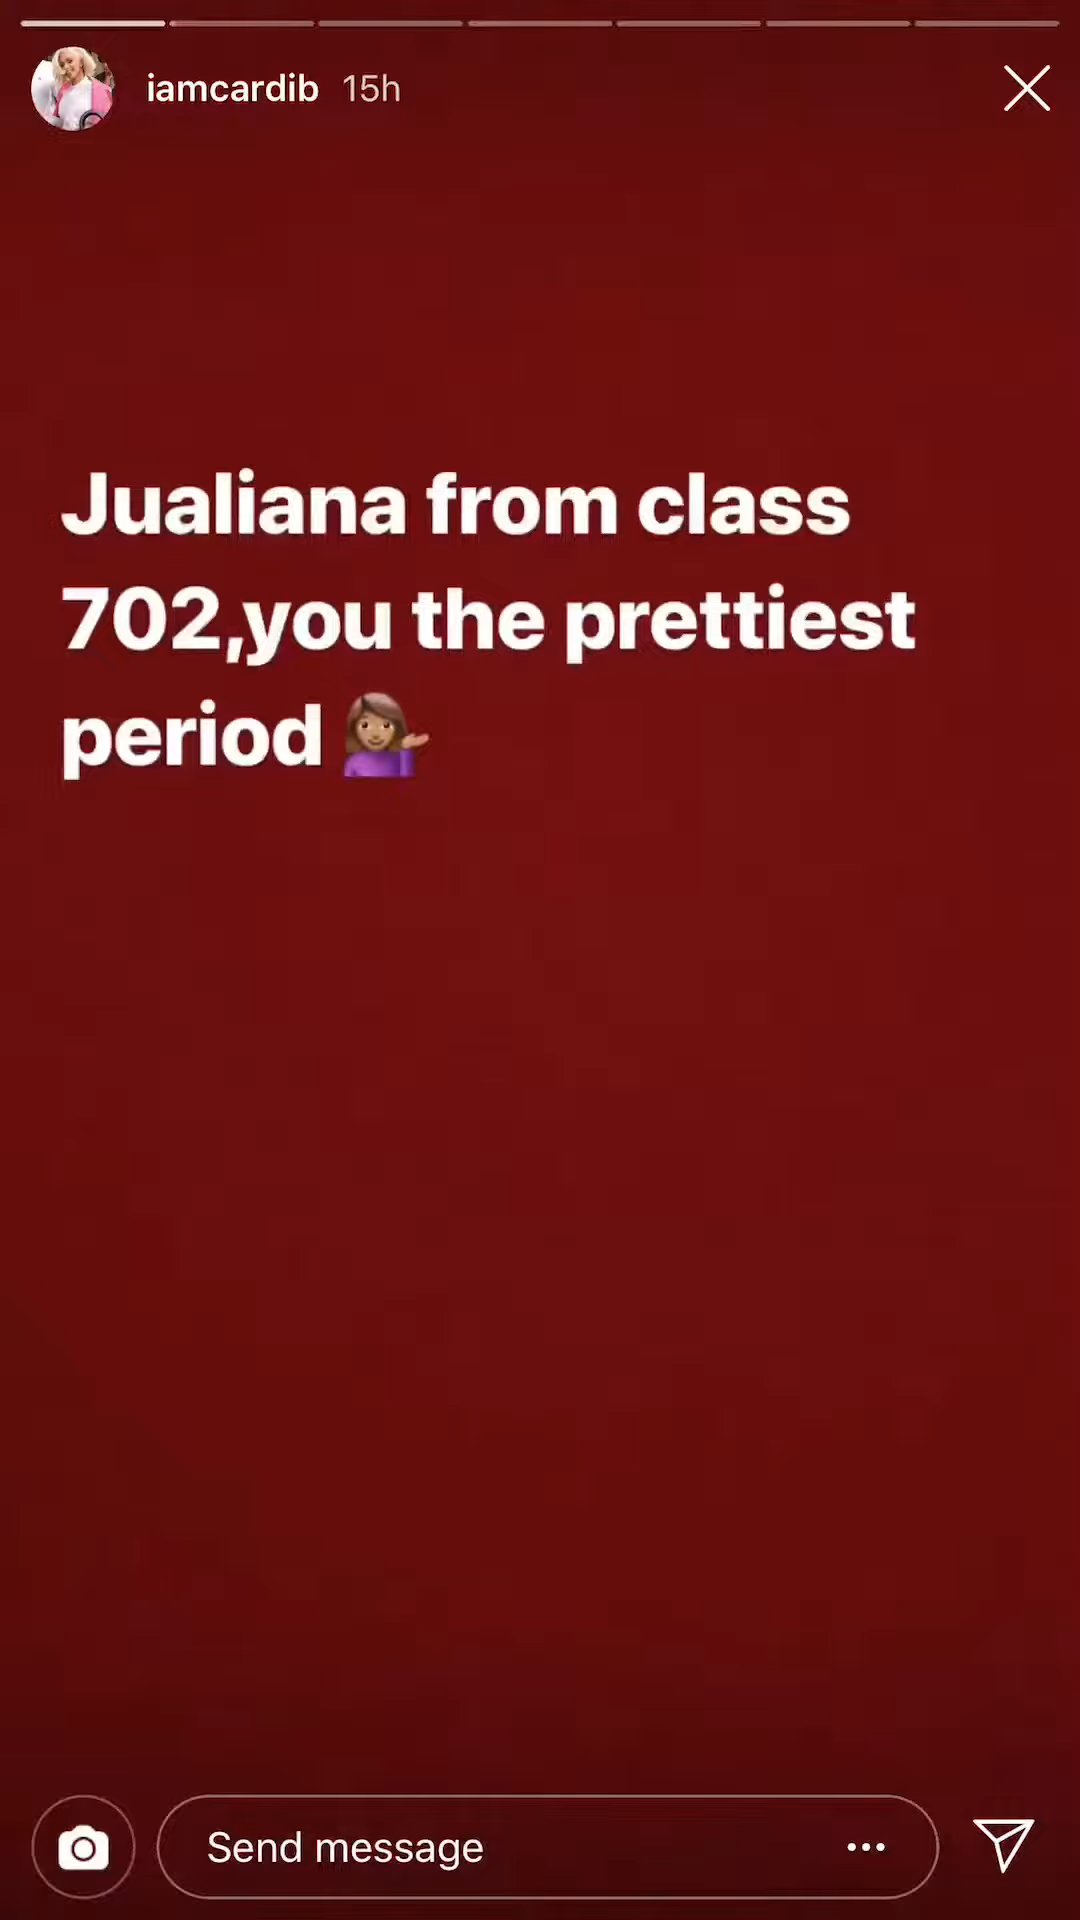 iamcardib 15h
Jualiana from class
702,you the prettiest
period 💁🏽‍♀️
Send message